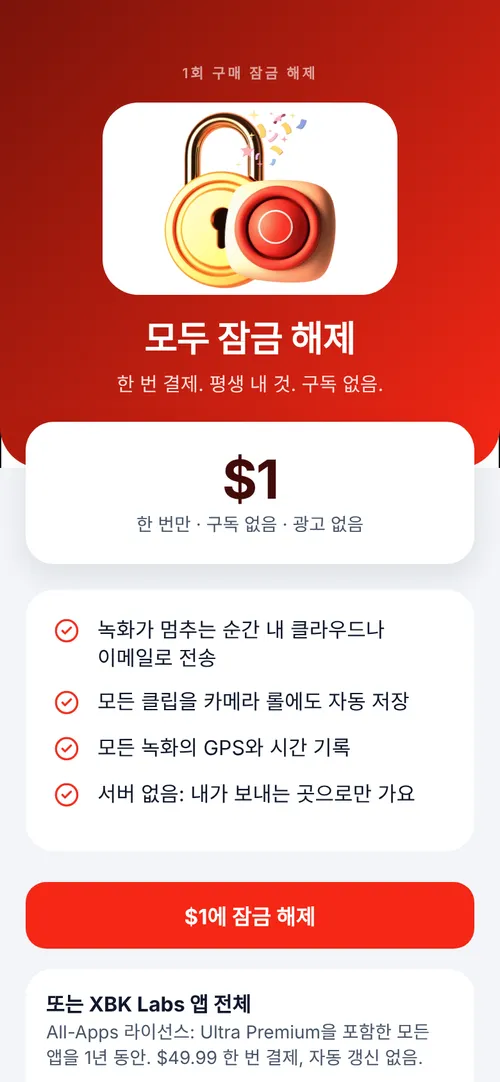 1회 구매 잠금 해제
모두 잠금 해제
한 번 결제. 평생 내 것. 구독 없음.
$1
한 번만 · 구독 없음 · 광고 없음
녹화가 멈추는 순간 내 클라우드나
이메일로 전송
모든 클립을 카메라 롤에도 자동 저장
모든 녹화의 GPS와 시간 기록
서버 없음: 내가 보내는 곳으로만 가요
$1에 잠금 해제
또는 XBK Labs 앱 전체
All-Apps 라이선스: Ultra Premium을 포함한 모든
앱을 1년 동안. $49.99 한 번 결제, 자동 갱신 없음.